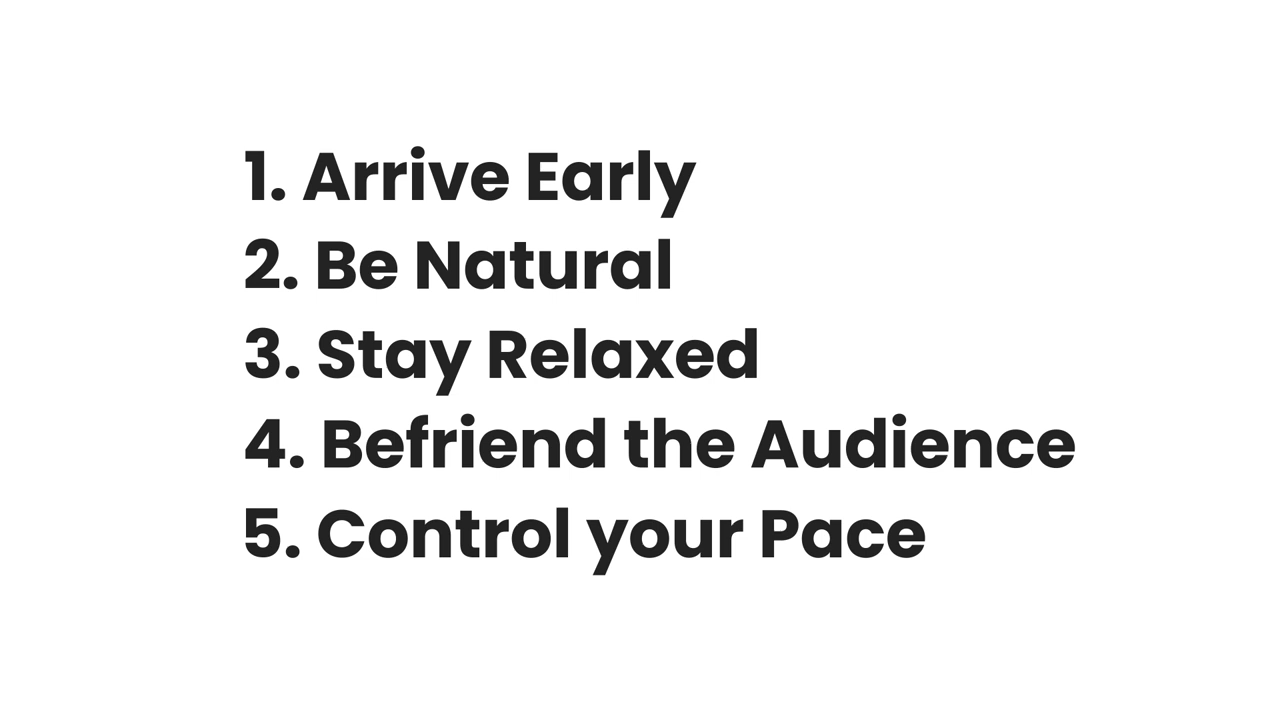 1. Arrive Early
2. Be Natural
3. Stay Relaxed
4. Befriend the Audience
5. Control your Pace